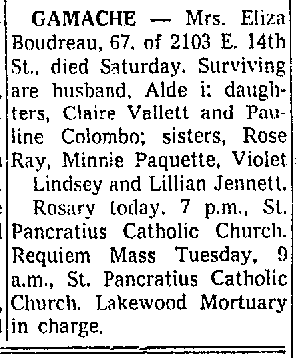 GAMACHE — Mrs. Eliza
Boudreau, 67, of 2103 E. 14th
St., died Saturday. Surviving
are husband, Alde i; daugh-
ters, Claire Vallett and Pau-
line Colombo; sisters, Rose
Ray, Minnie Paquette, Violet
Lindsey and Lillian Jennett.
Rosary today, 7 p.m., St.
Pancratius Catholic Church.
Requiem Mass Tuesday, 9
a.m., St. Pancratius Catholic
Church. Lakewood Mortuary
in charge.